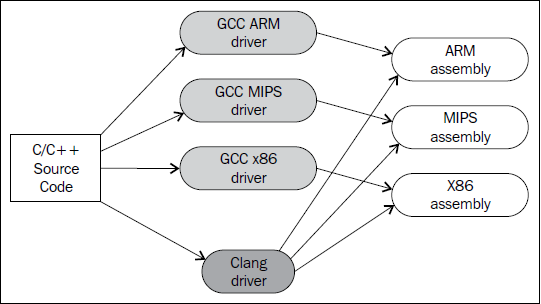 C/C++
Source
Code
GCC ARM
driver
GCC MIPS
driver
GCC x86
driver
Clang
driver
ARM
assembly
MIPS
assembly
X86
assembly